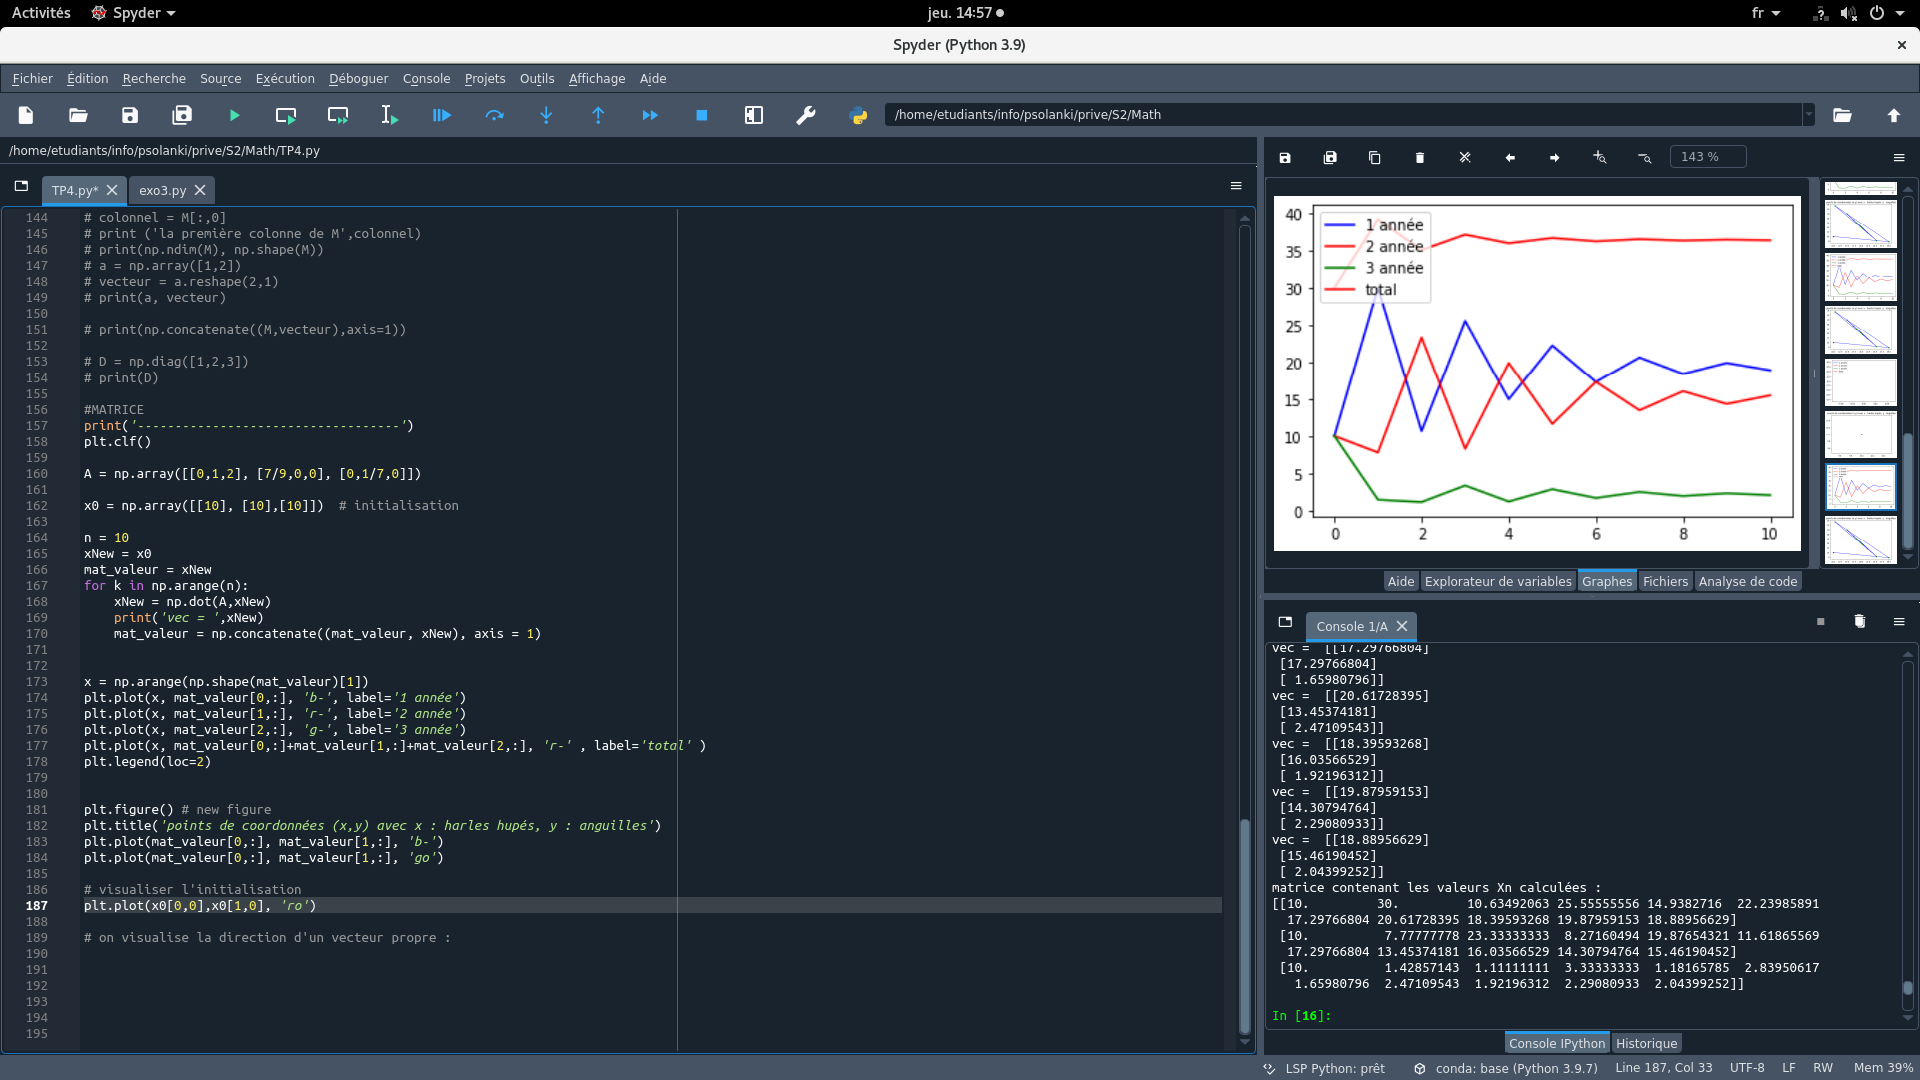 Activités
Spyder
jeu. 14:57
fr
Spyder (Python 3.9)
Fichier Édition Recherche Source Exécution Déboguer Console Projets Outils Affichage Aide
/home/etudiants/info/psolanki/prive/S2/Math
/home/etudiants/info/psolanki/prive/S2/Math/TP4.py
TP4.py*
exo3.py
144 # colonnel = M[:,0]
145 # print ('la première colonne de M',colonnel)
146 # print(np.ndim(M), np.shape(M))
147 # a = np.array([1,2])
148 # vecteur = a.reshape(2,1)
149 # print(a, vecteur)
150
151 # print(np.concatenate((M,vecteur),axis=1))
152
153 # D = np.diag([1,2,3])
154 # print(D)
155
156 #MATRICE
157 print('-----------------------------------')
158 plt.clf()
159
160 A = np.array([[0,1,2], [7/9,0,0], [0,1/7,0]])
161
162 x0 = np.array([[10], [10],[10]])  # initialisation
163
164 n = 10
165 xNew = x0
166 mat_valeur = xNew
167 for k in np.arange(n):
168     xNew = np.dot(A,xNew)
169     print('vec = ',xNew)
170     mat_valeur = np.concatenate((mat_valeur, xNew), axis = 1)
171
172
173 x = np.arange(np.shape(mat_valeur)[1])
174 plt.plot(x, mat_valeur[0,:], 'b-', label='1 année')
175 plt.plot(x, mat_valeur[1,:], 'r-', label='2 année')
176 plt.plot(x, mat_valeur[2,:], 'g-', label='3 année')
177 plt.plot(x, mat_valeur[0,:]+mat_valeur[1,:]+mat_valeur[2,:], 'r-' , label='total' )
178 plt.legend(loc=2)
179
180
181 plt.figure() # new figure
182 plt.title('points de coordonnées (x,y) avec x : harles hupés, y : anguilles')
183 plt.plot(mat_valeur[0,:], mat_valeur[1,:], 'b-')
184 plt.plot(mat_valeur[0,:], mat_valeur[1,:], 'go')
185
186 # visualiser l'initialisation
187 plt.plot(x0[0,0],x0[1,0], 'ro')
188
189 # on visualise la direction d'un vecteur propre :
190
191
192
193
194
195
143 %
40
35
30
25
20
15
10
5
0
1 année
2 année
3 année
total
0 2 4 6 8 10
Aide Explorateur de variables Graphes Fichiers Analyse de code
Console 1/A
vec =  [[17.29766804]
[17.29766804]
[ 1.65980796]]
vec =  [[20.61728395]
[13.45374181]
[ 2.47109543]]
vec =  [[18.39593268]
[16.03566529]
[ 1.92196312]]
vec =  [[19.87959153]
[14.30794764]
[ 2.29080933]]
vec =  [[18.88956629]
[15.46190452]
[ 2.04399252]]
matrice contenant les valeurs Xn calculées :
[[10.         30.         10.63492063 25.55555556 14.9382716  22.23985891
17.29766804 20.61728395 18.39593268 19.87959153 18.88956629]
[10.          7.77777778 23.33333333  8.27160494 19.87654321 11.61865569
17.29766804 13.45374181 16.03566529 14.30794764 15.46190452]
[10.          1.42857143  1.11111111  3.33333333  1.18165785  2.83950617
1.65980796  2.47109543  1.92196312  2.29080933  2.04399252]]
In [16]:
Console IPython Historique
LSP Python: prêt
conda: base (Python 3.9.7)
Line 187, Col 33
UTF-8
LF
RW
Mem 39%